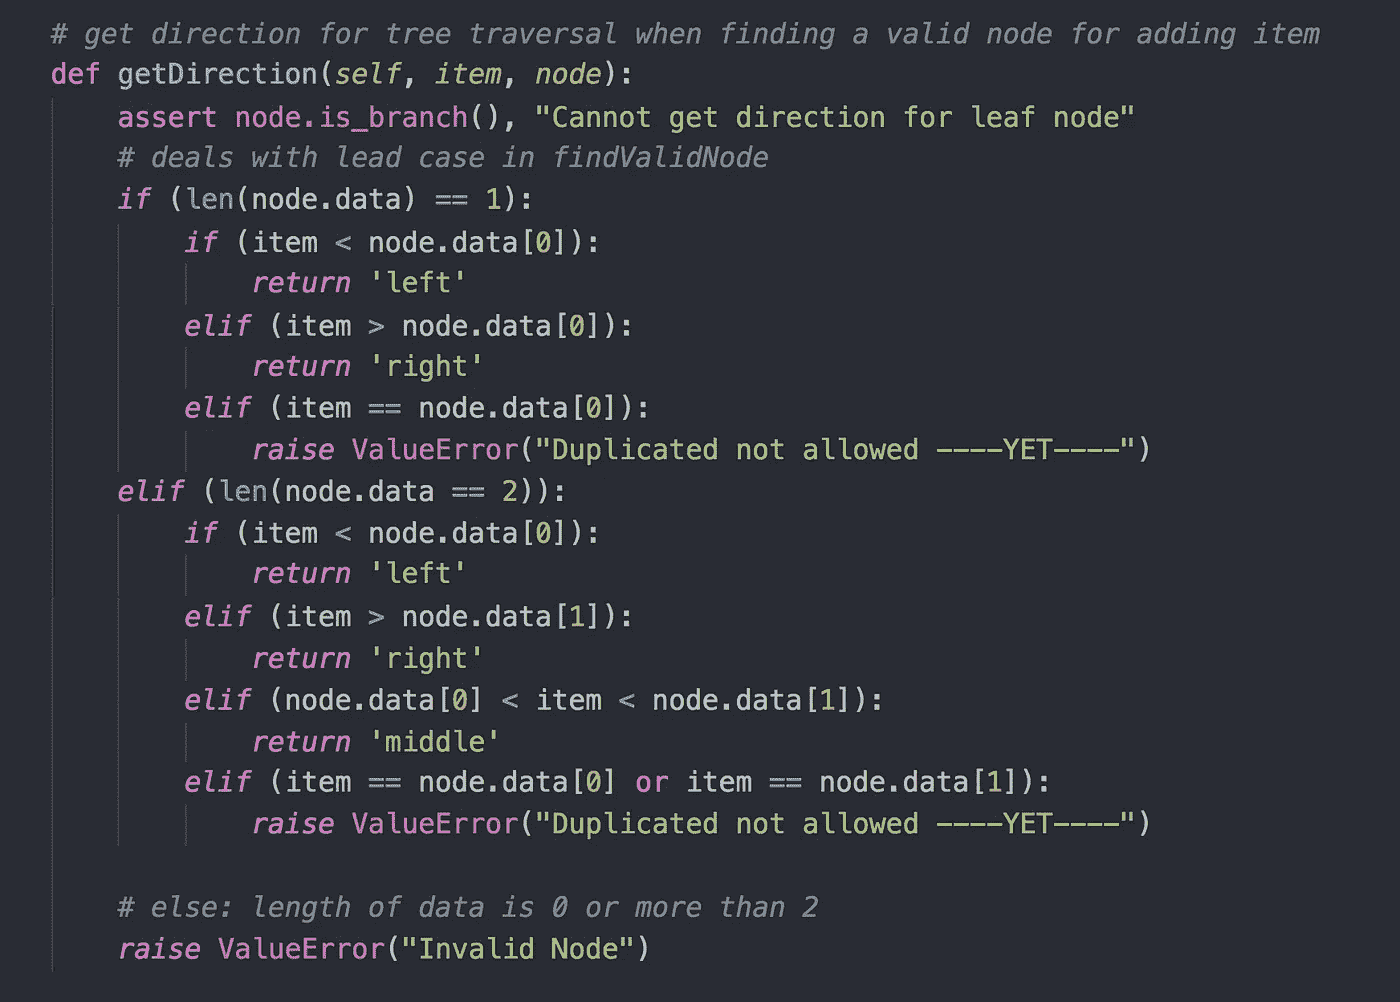 # get direction for tree traversal when finding a valid node for adding item
def getDirection(self, item, node):
    assert node.is_branch(), "Cannot get direction for leaf node"
    # deals with lead case in findValidNode
    if (len(node.data) == 1):
        if (item < node.data[0]):
            return 'left'
        elif (item > node.data[0]):
            return 'right'
        elif (item == node.data[0]):
            raise ValueError("Duplicated not allowed ----YET----")
    elif (len(node.data == 2)):
        if (item < node.data[0]):
            return 'left'
        elif (item > node.data[1]):
            return 'right'
        elif (node.data[0] < item < node.data[1]):
            return 'middle'
        elif (item == node.data[0] or item == node.data[1]):
            raise ValueError("Duplicated not allowed ----YET----")
    # else: length of data is 0 or more than 2
    raise ValueError("Invalid Node")